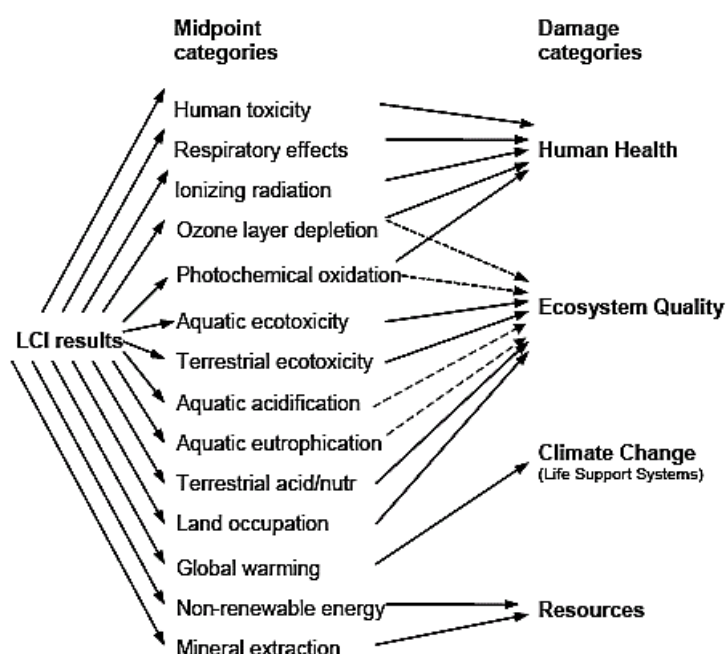 Midpoint
categories
Damage
categories
Human toxicity
Respiratory effects
Human Health
Ionizing radiation
Ozone layer depletion
Photochemical oxidation
Ecosystem Quality
Aquatic ecotoxicity
LCI results
Terrestrial ecotoxicity
Aquatic acidification
Aquatic eutrophication
Climate Change
(Life Support Systems)
Terrestrial acid/nutr
Land occupation
Global warming
Non-renewable energy
Resources
Mineral extraction